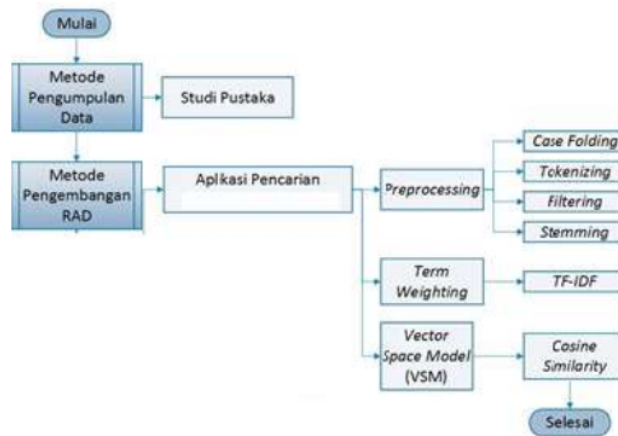 Mulai
Metode
Pengumpulan
Data
Studi Pustaka
Metode
Pengembangan
RAD
Aplikasi Pencarian
Preprocessing
Case Folding
Tokenizing
Filtering
Stemming
Term
Weighting
TF-IDF
Vector
Space Model
(VSM)
Cosine
Similarity
Selesai